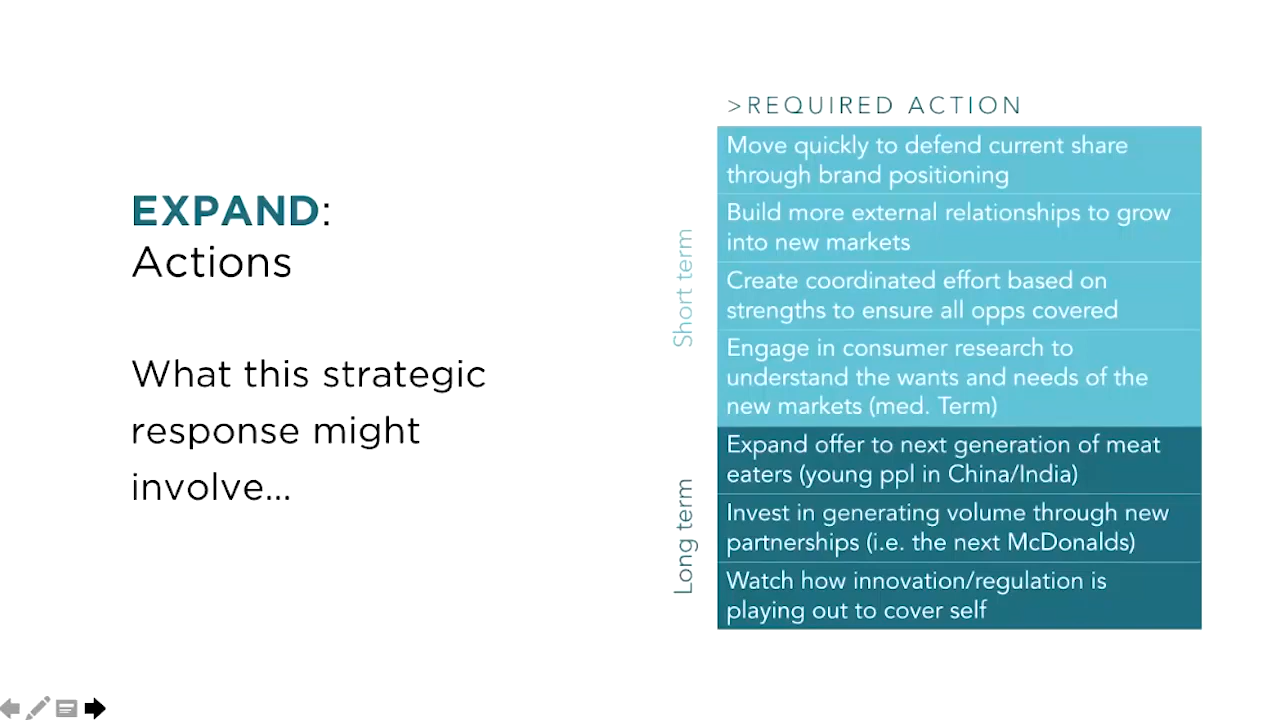 EXPAND:
Actions
What this strategic
response might
involve...
>REQUIRED ACTION
Short term
Move quickly to defend current share
through brand positioning
Build more external relationships to grow
into new markets
Create coordinated effort based on
strengths to ensure all opps covered
Engage in consumer research to
understand the wants and needs of the
new markets (med. Term)
Long term
Expand offer to next generation of meat
eaters (young ppl in China/India)
Invest in generating volume through new
partnerships (i.e. the next McDonalds)
Watch how innovation/regulation is
playing out to cover self